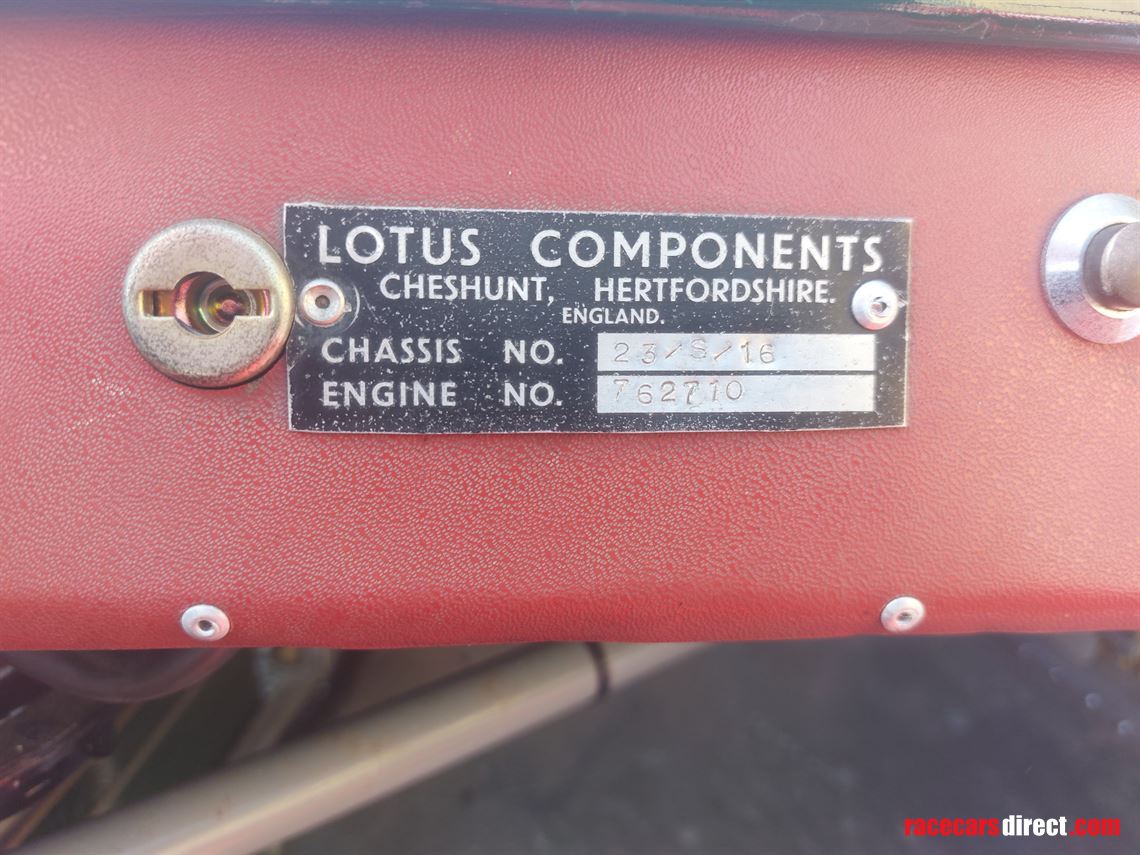 LOTUS COMPONENTS
CHESHUNT, HERTFORDSHIRE.
ENGLAND.
CHASSIS NO. 23/S/16
ENGINE NO. 762710
racecarsdirect.com